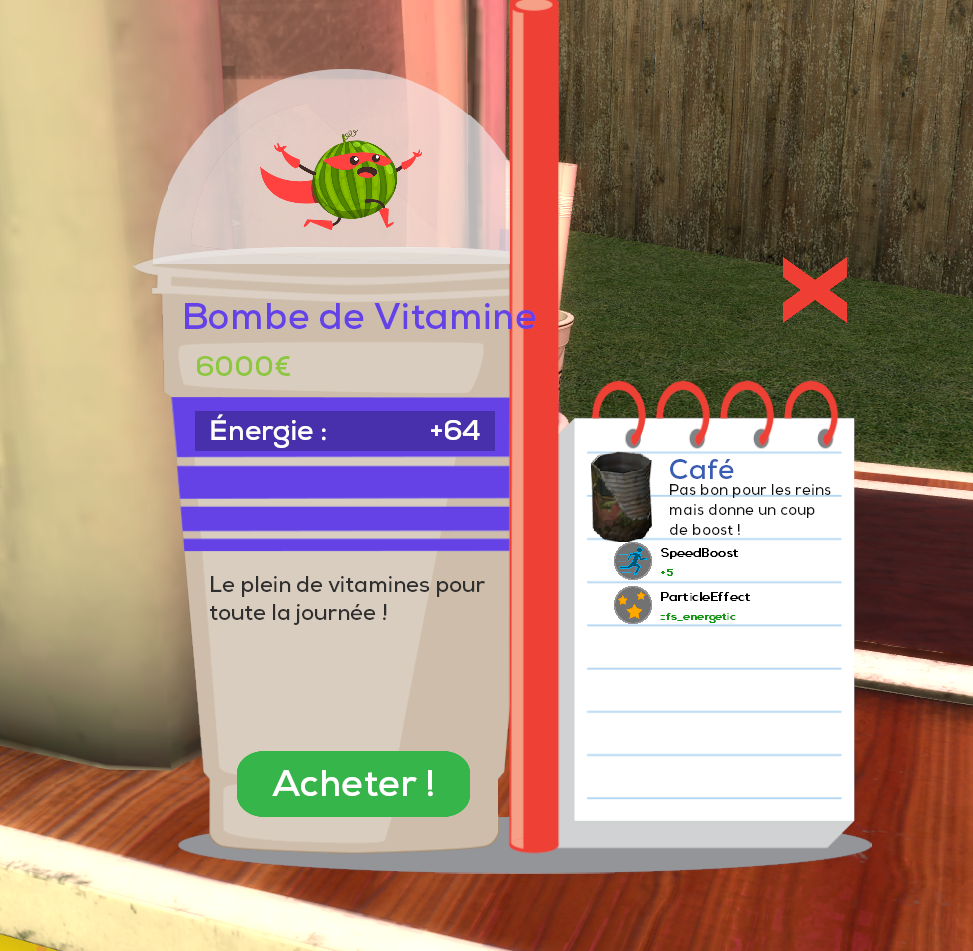 Bombe de Vitamine
6000€
Énergie : +64
Le plein de vitamines pour
toute la journée !
Acheter !
Café
Pas bon pour les reins
mais donne un coup
de boost !
SpeedBoost
+5
ParticleEffect
zfs_energetic